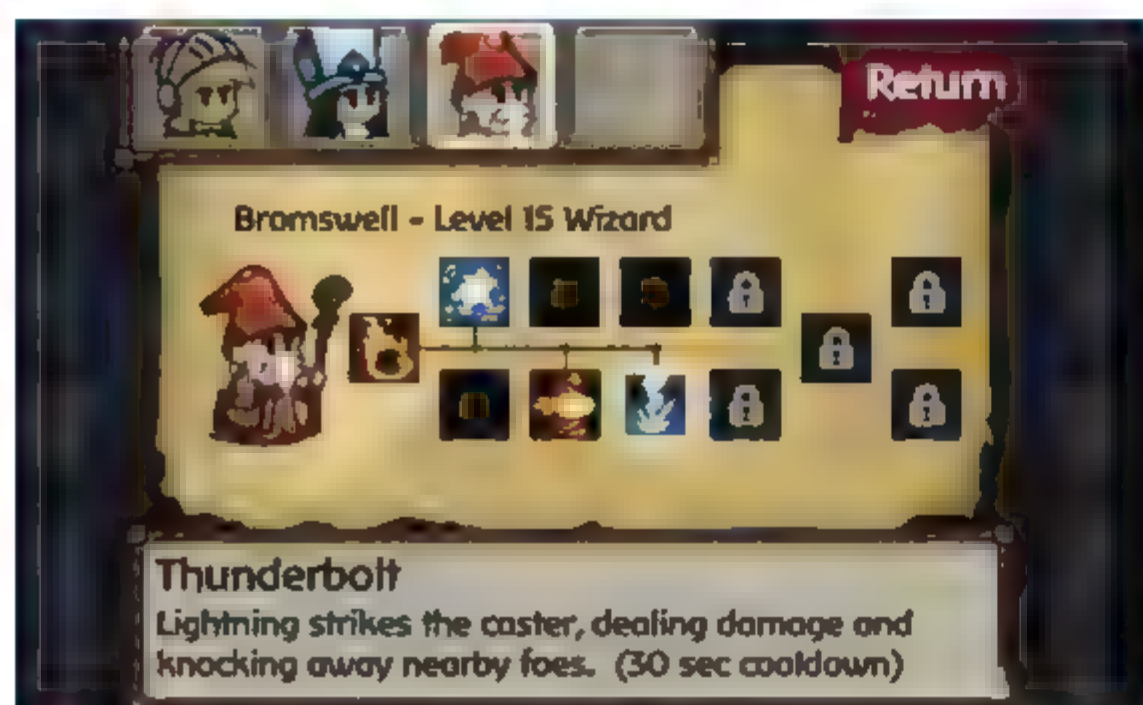 Return
Bromswell - Level 15 Wizard
Thunderbolt
Lightning strikes the caster, dealing damage and
knocking away nearby foes. (30 sec cooldown)